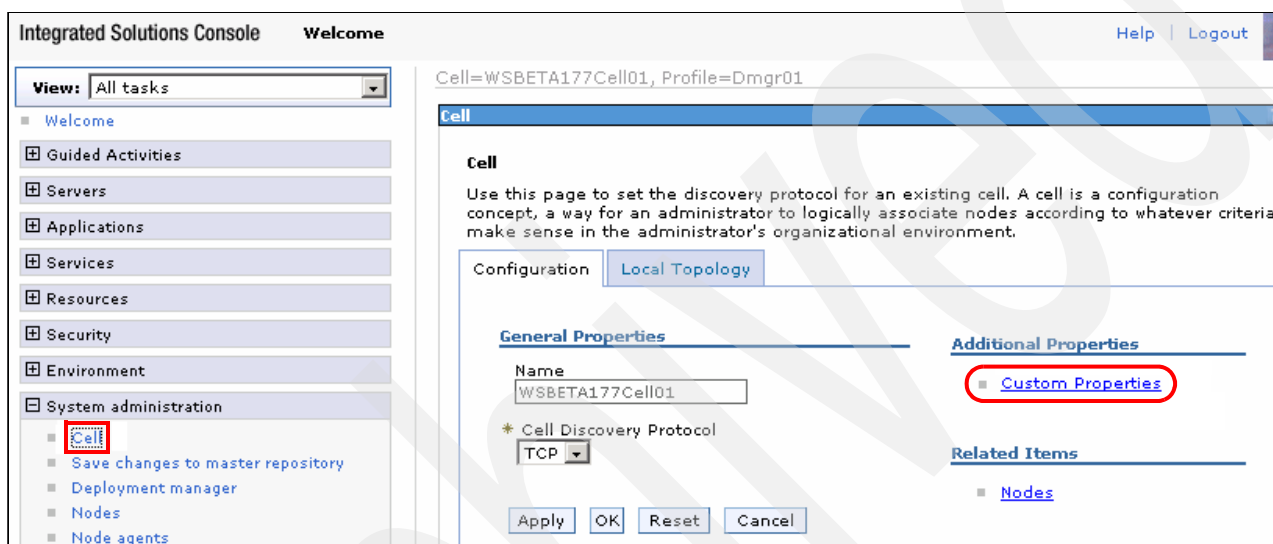 Integrated Solutions Console Welcome Help | Logout
View: All tasks
Welcome
Guided Activities
Servers
Applications
Services
Resources
Security
Environment
System administration
Cell
Save changes to master repository
Deployment manager
Nodes
Node agents
Cell=WSBETA177Cell01, Profile=Dmgr01
Cell
Cell
Use this page to set the discovery protocol for an existing cell. A cell is a configuration
concept, a way for an administrator to logically associate nodes according to whatever criteria
make sense in the administrator's organizational environment.
Configuration Local Topology
General Properties
Name
WSBETA177Cell01
* Cell Discovery Protocol
TCP
Apply OK Reset Cancel
Additional Properties
Custom Properties
Related Items
Nodes